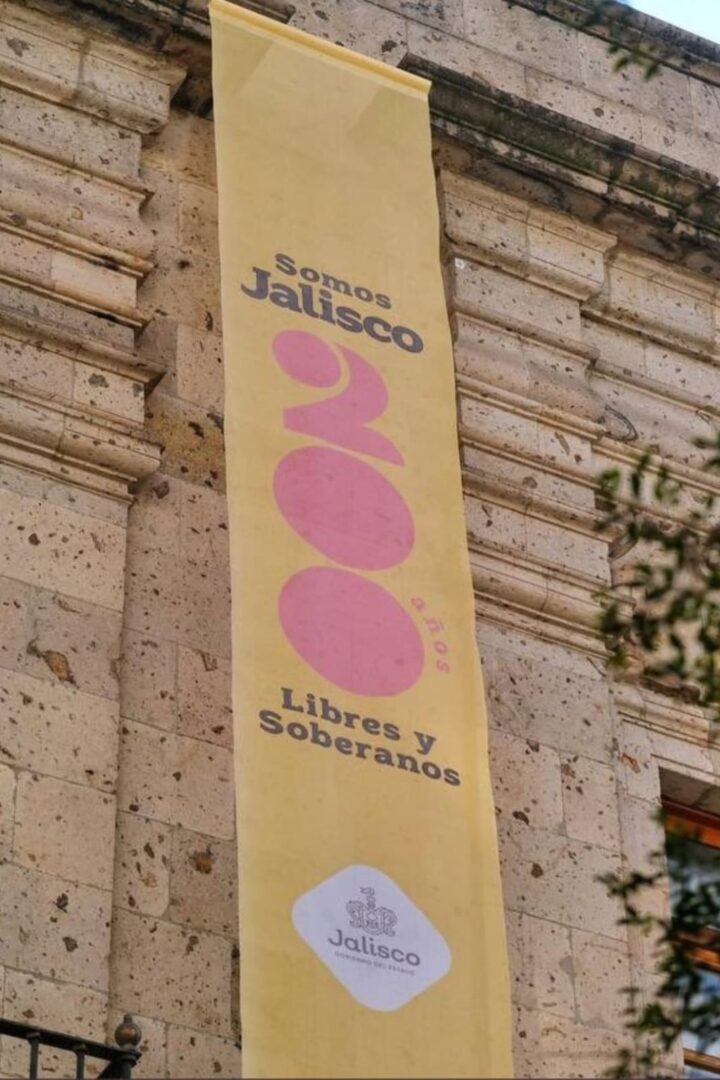 Somos
Jalisco
200
años
Libres y
Soberanos
Jalisco
GOBIERNO DEL ESTADO